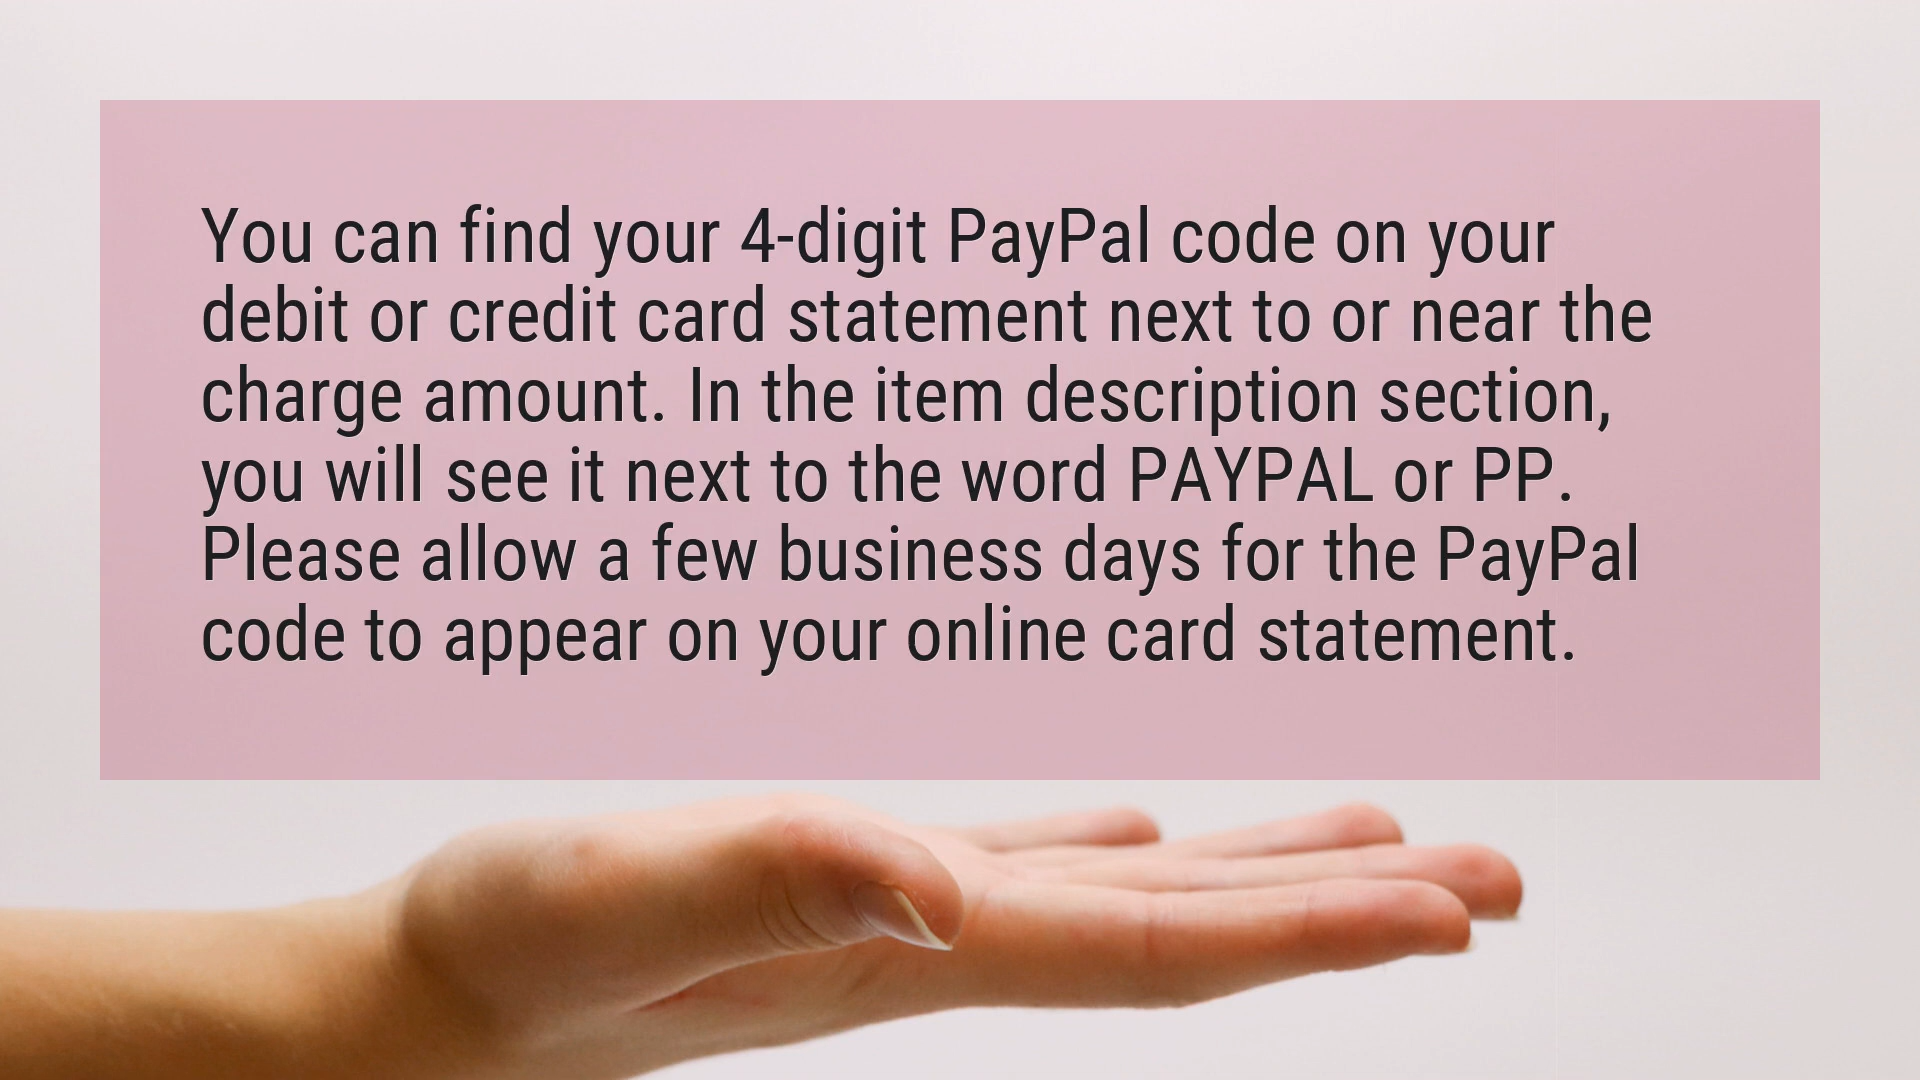 You can find your 4-digit PayPal code on your
debit or credit card statement next to or near the
charge amount. In the item description section,
you will see it next to the word PAYPAL or PP.
Please allow a few business days for the PayPal
code to appear on your online card statement.